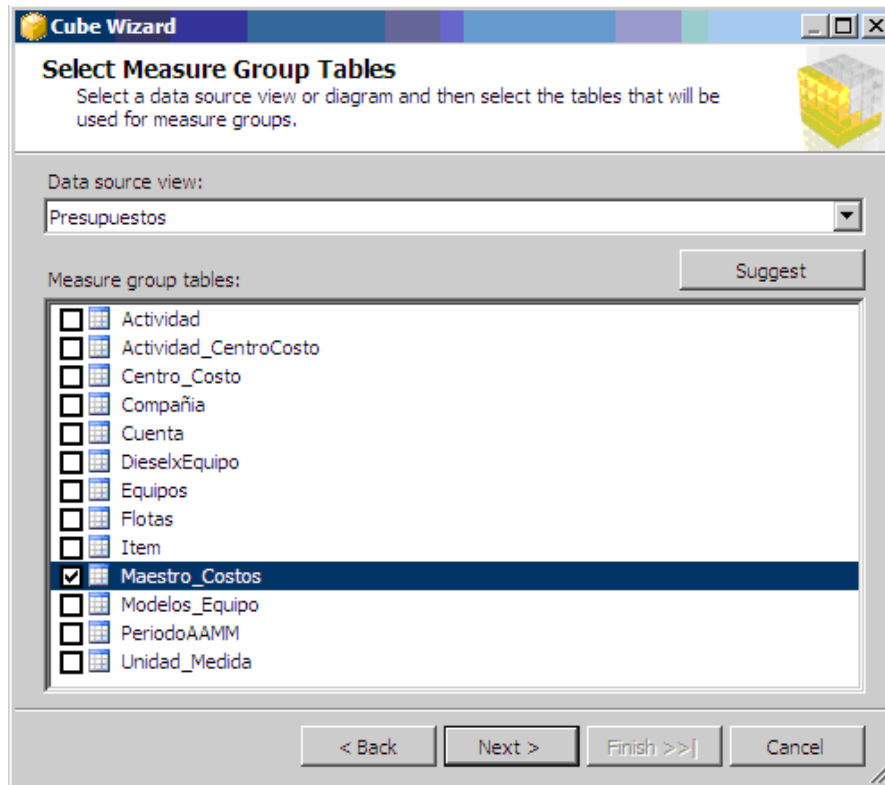 Cube Wizard
Select Measure Group Tables
Select a data source view or diagram and then select the tables that will be
used for measure groups.
Data source view:
Presupuestos
Suggest
Measure group tables:
Actividad
Actividad_CentroCosto
Centro_Costo
Compañia
Cuenta
DieselxEquipo
Equipos
Flotas
Item
Maestro_Costos
Modelos_Equipo
PeriodoAAMM
Unidad_Medida
< Back
Next >
Finish >>|
Cancel